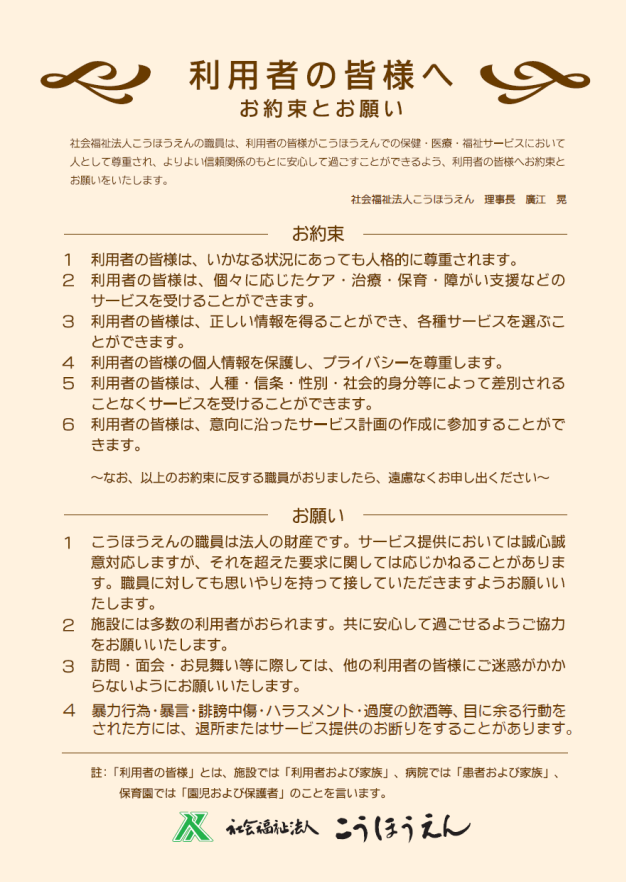 利用者の皆様へ
お約束とお願い
社会福祉法人こうほうえんの職員は、利用者の皆様がこうほうえんでの保健・医療・福祉サービスにおいて
人として尊重され、よりよい信頼関係のもとに安心して過ごすことができるよう、利用者の皆様へお約束と
お願いをいたします。
社会福祉法人こうほうえん　理事長　廣江　晃
お約束
1　利用者の皆様は、いかなる状況にあっても人格的に尊重されます。
2　利用者の皆様は、個々に応じたケア・治療・保育・障がい支援などの
サービスを受けることができます。
3　利用者の皆様は、正しい情報を得ることができ、各種サービスを選ぶこ
とができます。
4　利用者の皆様の個人情報を保護し、プライバシーを尊重します。
5　利用者の皆様は、人種・信条・性別・社会的身分等によって差別される
ことなくサービスを受けることができます。
6　利用者の皆様は、意向に沿ったサービス計画の作成に参加することがで
きます。
～なお、以上のお約束に反する職員がおりましたら、遠慮なくお申し出ください～
お願い
1　こうほうえんの職員は法人の財産です。サービス提供においては誠心誠
意対応しますが、それを超えた要求に関しては応じかねることがありま
す。職員に対しても思いやりを持って接していただきますようお願いい
たします。
2　施設には多数の利用者がおられます。共に安心して過ごせるようご協力
をお願いいたします。
3　訪問・面会・お見舞い等に際しては、他の利用者の皆様にご迷惑がかか
らないようにお願いいたします。
4　暴力行為・暴言・誹謗中傷・ハラスメント・過度の飲酒等、目に余る行動を
された方には、退所またはサービス提供のお断りをすることがあります。
註：「利用者の皆様」とは、施設では「利用者および家族」、病院では「患者および家族」、
保育園では「園児および保護者」のことを言います。
社会福祉法人 こうほうえん